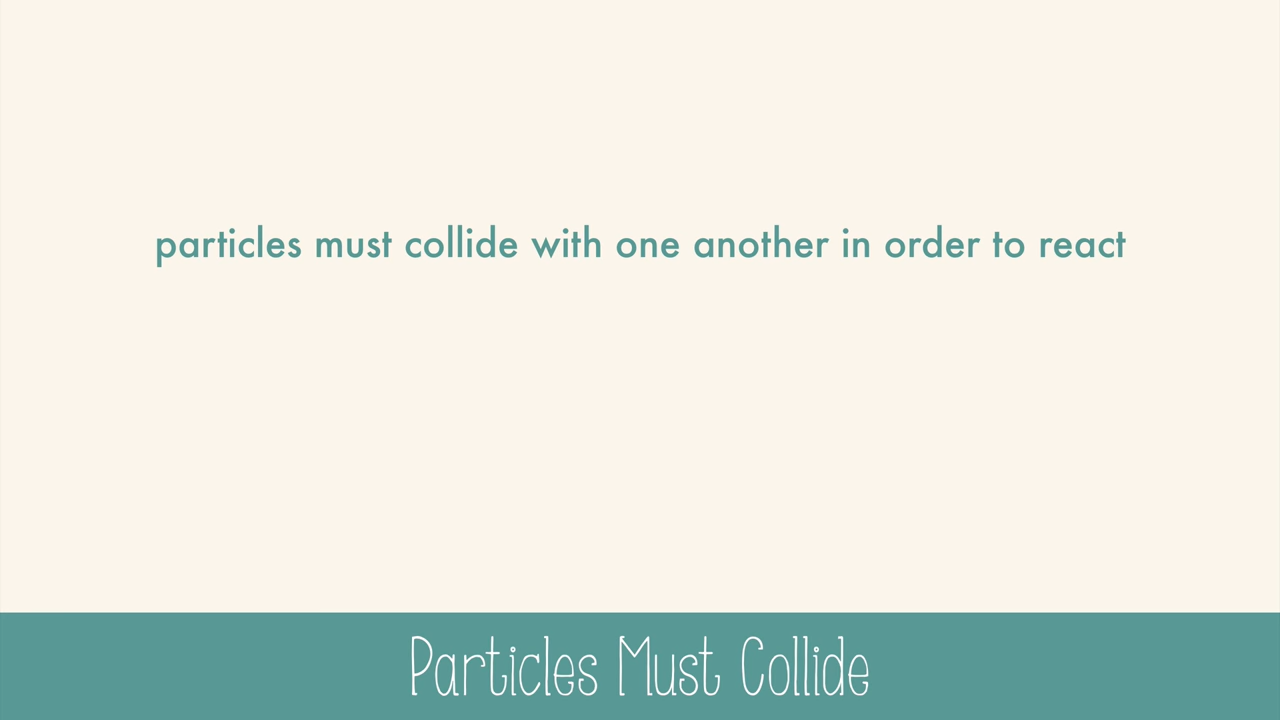 particles must collide with one another in order to react
Particles Must Collide